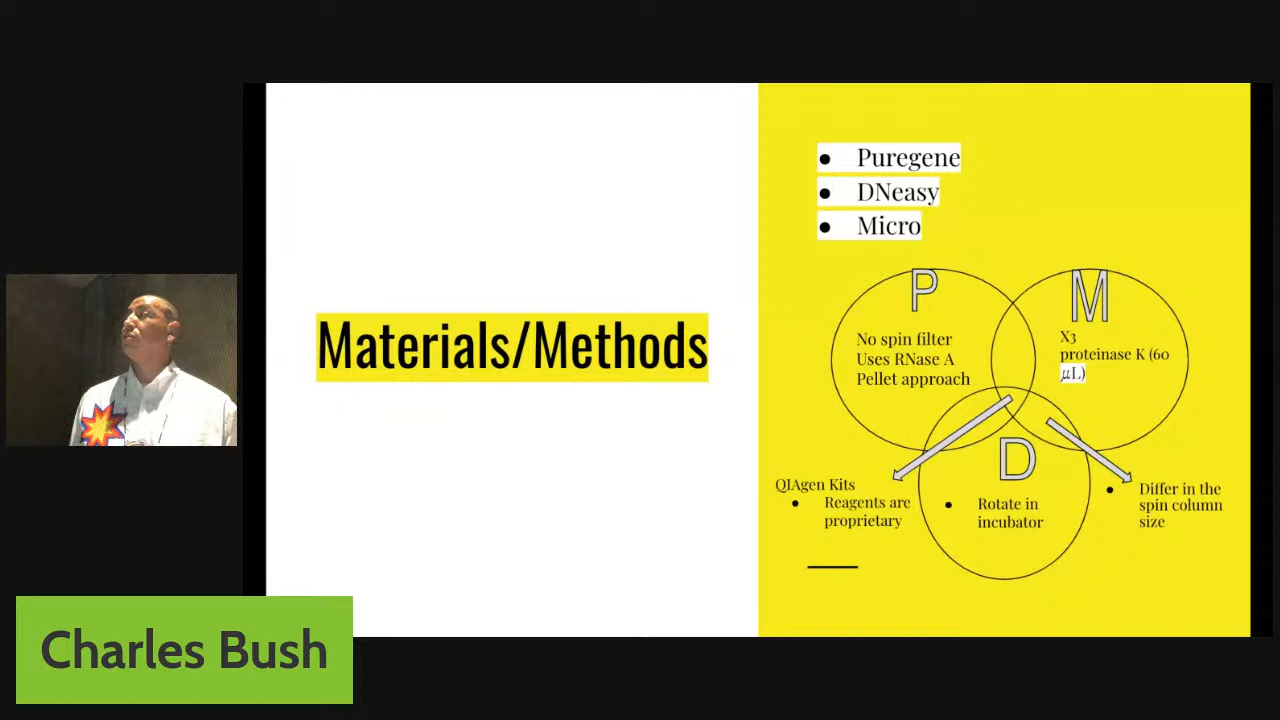 Materials/Methods
● Puregene
● DNeasy
● Micro
P
No spin filter
Uses RNase A
Pellet approach
M
X3
proteinase K (60
μL)
D
● Rotate in
incubator
QIAgen Kits
● Reagents are
proprietary
● Differ in the
spin column
size
Charles Bush